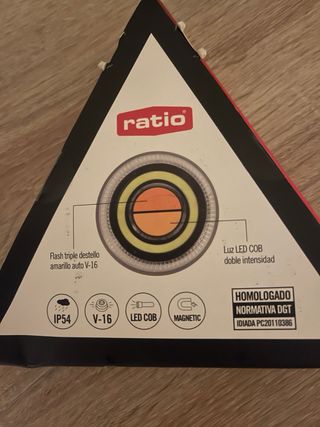 ratio®
Flash triple destello
amarillo auto V-16
Luz LED COB
doble intensidad
IP54
V-16
LED COB
MAGNETIC
HOMOLOGADO
NORMATIVA DGT
IDIADA PC20110386